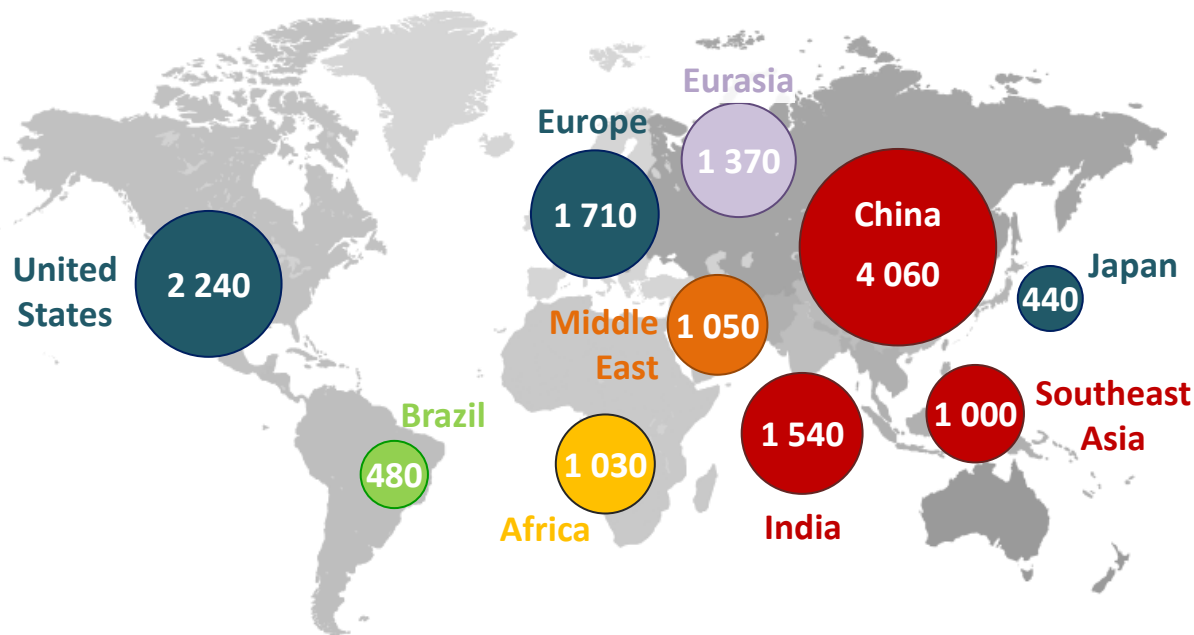 Eurasia
1 370
Europe
1 710
China
4 060
United
States
2 240
Japan
440
Middle
East
1 050
Brazil
480
Africa
1 030
India
1 540
Southeast
Asia
1 000